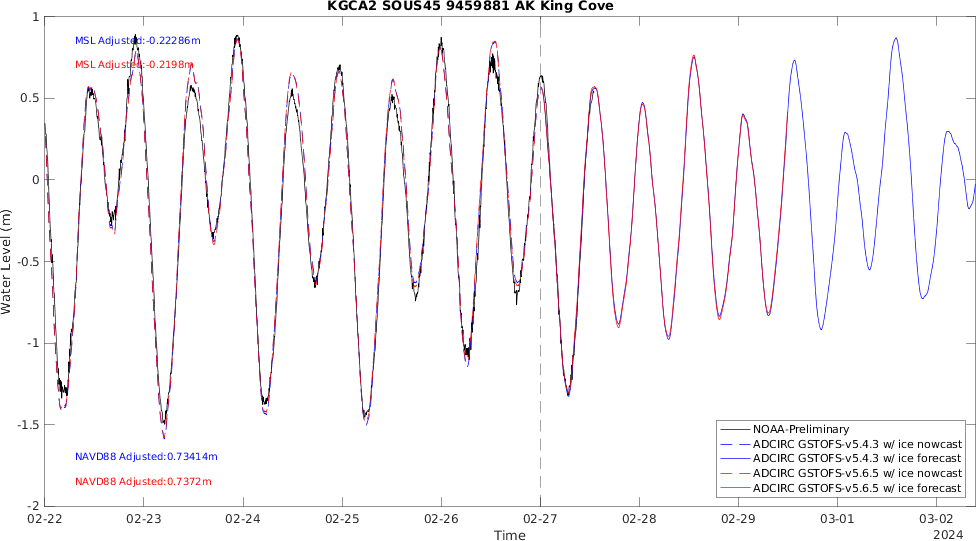 KGCA2 SOUS45 9459881 AK King Cove
MSL Adjusted:-0.22286m
MSL Adjusted:-0.2198m
NAVD88 Adjusted:0.73414m
NAVD88 Adjusted:0.7372m
Water Level (m)
1
0.5
0
-0.5
-1
-1.5
-2
NOAA-Preliminary
ADCIRC GSTOFS-v5.4.3 w/ ice nowcast
ADCIRC GSTOFS-v5.4.3 w/ ice forecast
ADCIRC GSTOFS-v5.6.5 w/ ice nowcast
ADCIRC GSTOFS-v5.6.5 w/ ice forecast
02-22 02-23 02-24 02-25 02-26 02-27 02-28 02-29 03-01 03-02
Time
2024